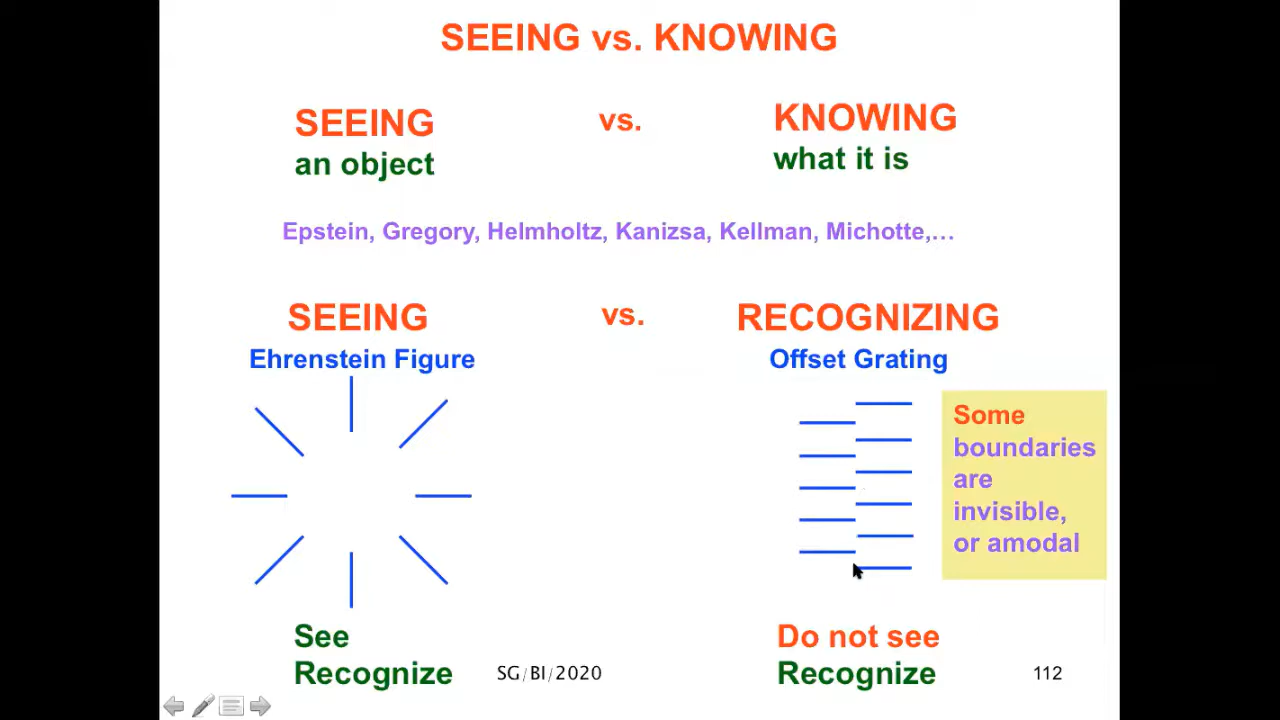 SEEING vs. KNOWING
SEEING vs. KNOWING
an object what it is
Epstein, Gregory, Helmholtz, Kanizsa, Kellman, Michotte,…
SEEING vs. RECOGNIZING
Ehrenstein Figure Offset Grating
Some
boundaries
are
invisible,
or amodal
See Do not see
Recognize SG/BI/2020 Recognize 112